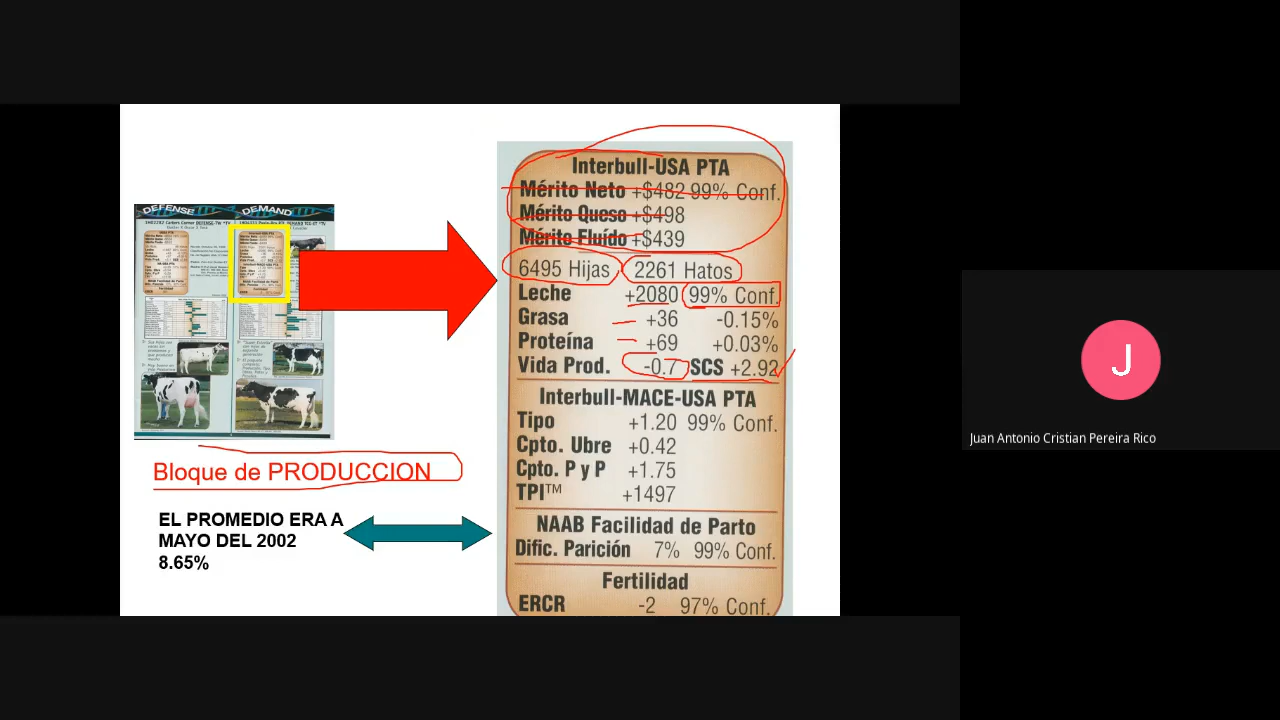 DEFENSE
DEMAND
Bloque de PRODUCCION
EL PROMEDIO ERA A
MAYO DEL 2002
8.65%
Interbull-USA PTA
Mérito Neto +$482 99% Conf.
Mérito Queso +$498
Mérito Fluído +$439
6495 Hijas 2261 Hatos
Leche +2080 99% Conf.
Grasa +36 -0.15%
Proteína +69 +0.03%
Vida Prod. -0.7 SCS +2.92
Interbull-MACE-USA PTA
Tipo +1.20 99% Conf.
Cpto. Ubre +0.42
Cpto. P y P +1.75
TPI™ +1497
NAAB Facilidad de Parto
Dific. Parición 7% 99% Conf.
Fertilidad
ERCR -2 97% Conf.
J
Juan Antonio Cristian Pereira Rico